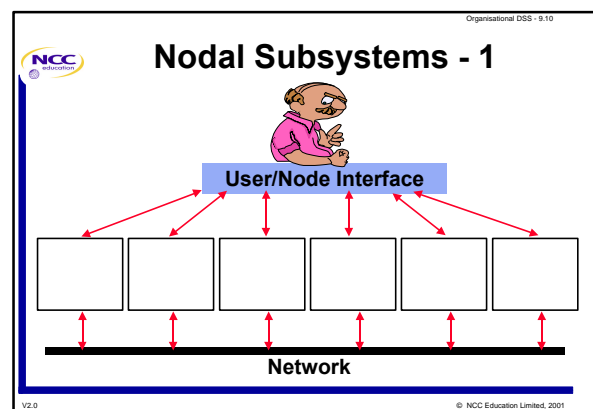 Organisational DSS - 9.10
NCC
education
Nodal Subsystems - 1
User/Node Interface
Network
V2.0
© NCC Education Limited, 2001